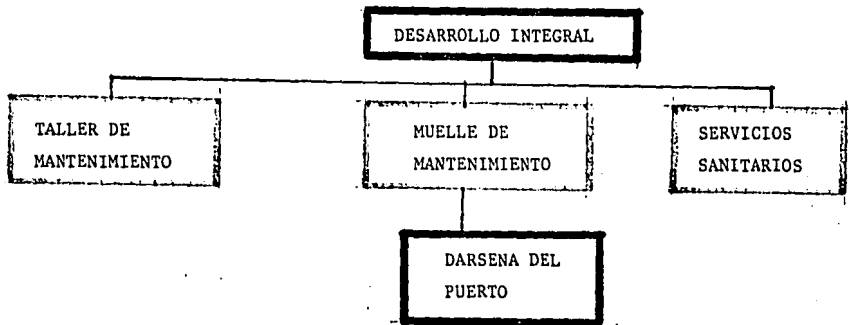 DESARROLLO INTEGRAL
TALLER DE
MANTENIMIENTO
MUELLE DE
MANTENIMIENTO
SERVICIOS
SANITARIOS
DARSENA DEL
PUERTO